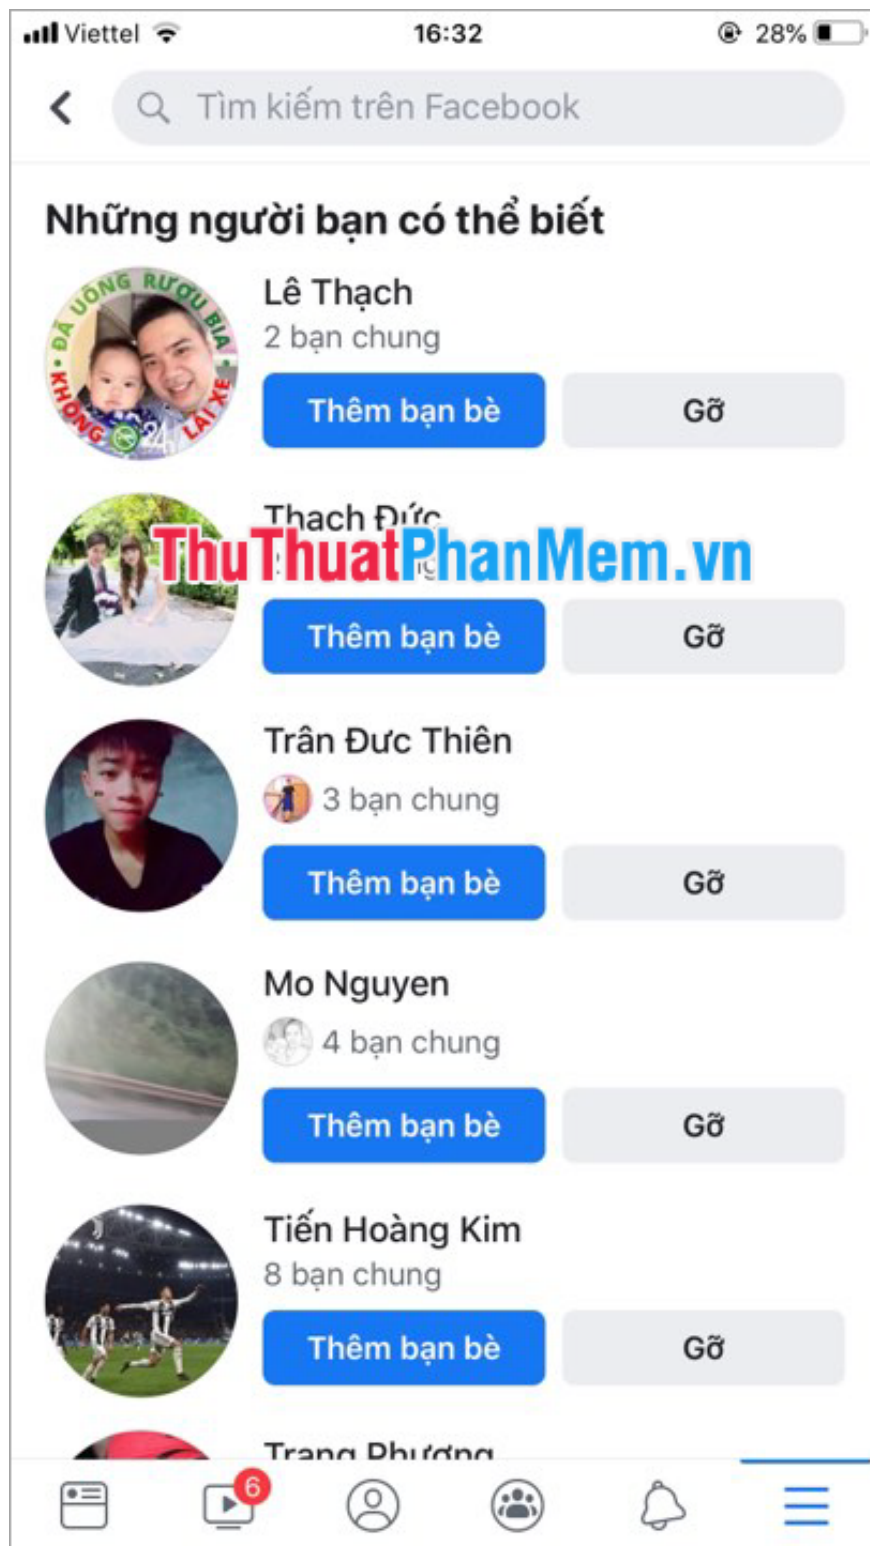 Viettel 16:32 28%
Tìm kiếm trên Facebook
Những người bạn có thể biết
ĐÃ UỐNG RƯỢU BIA
KHÔNG LÁI XE
24h
Lê Thạch
2 bạn chung
Thêm bạn bè Gỡ
Thach Đức
ThuThuatPhanMem.vn
Thêm bạn bè Gỡ
Trân Đưc Thiên
3 bạn chung
Thêm bạn bè Gỡ
Mo Nguyen
4 bạn chung
Thêm bạn bè Gỡ
Tiến Hoàng Kim
8 bạn chung
Thêm bạn bè Gỡ
Trang Phương
6